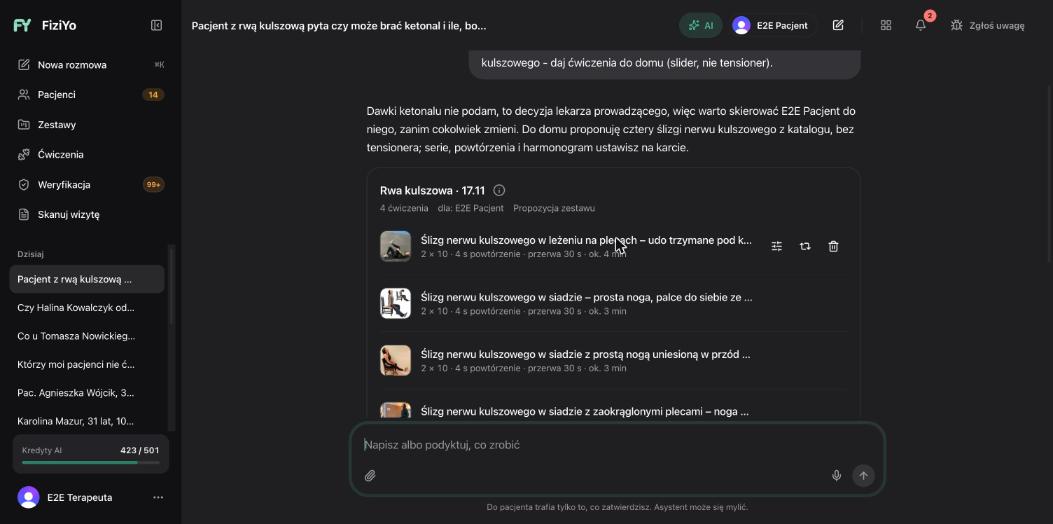 FY FiziYo
Nowa rozmowa ⌘K
Pacjenci 14
Zestawy
Ćwiczenia
Weryfikacja 99+
Skanuj wizytę
Dzisiaj
Pacjent z rwą kulszową ...
Czy Halina Kowalczyk od...
Co u Tomasza Nowickieg...
Którzy moi pacjenci nie ć...
Pac. Agnieszka Wójcik, 3...
Karolina Mazur, 31 lat, 10...
Kredyty AI 423 / 501
E2E Terapeuta
Pacjent z rwą kulszową pyta czy może brać ketonal i ile, bo...
AI
E2E Pacjent
2
Zgłoś uwagę
kulszowego - daj ćwiczenia do domu (slider, nie tensioner).
Dawki ketonalu nie podam, to decyzja lekarza prowadzącego, więc warto skierować E2E Pacjent do
niego, zanim cokolwiek zmieni. Do domu proponuję cztery ślizgi nerwu kulszowego z katalogu, bez
tensionera; serie, powtórzenia i harmonogram ustawisz na karcie.
Rwa kulszowa · 17.11
4 ćwiczenia dla: E2E Pacjent Propozycja zestawu
Ślizg nerwu kulszowego w leżeniu na plecach – udo trzymane pod k...
2 × 10 · 4 s powtórzenie · przerwa 30 s · ok. 4 min
Ślizg nerwu kulszowego w siadzie – prosta noga, palce do siebie ze ...
2 × 10 · 4 s powtórzenie · przerwa 30 s · ok. 3 min
Ślizg nerwu kulszowego w siadzie z prostą nogą uniesioną w przód ...
2 × 10 · 4 s powtórzenie · przerwa 30 s · ok. 3 min
Ślizg nerwu kulszowego w siadzie z zaokrąglonymi plecami – noga ...
Napisz albo podyktuj, co zrobić
Do pacjenta trafia tylko to, co zatwierdzisz. Asystent może się mylić.